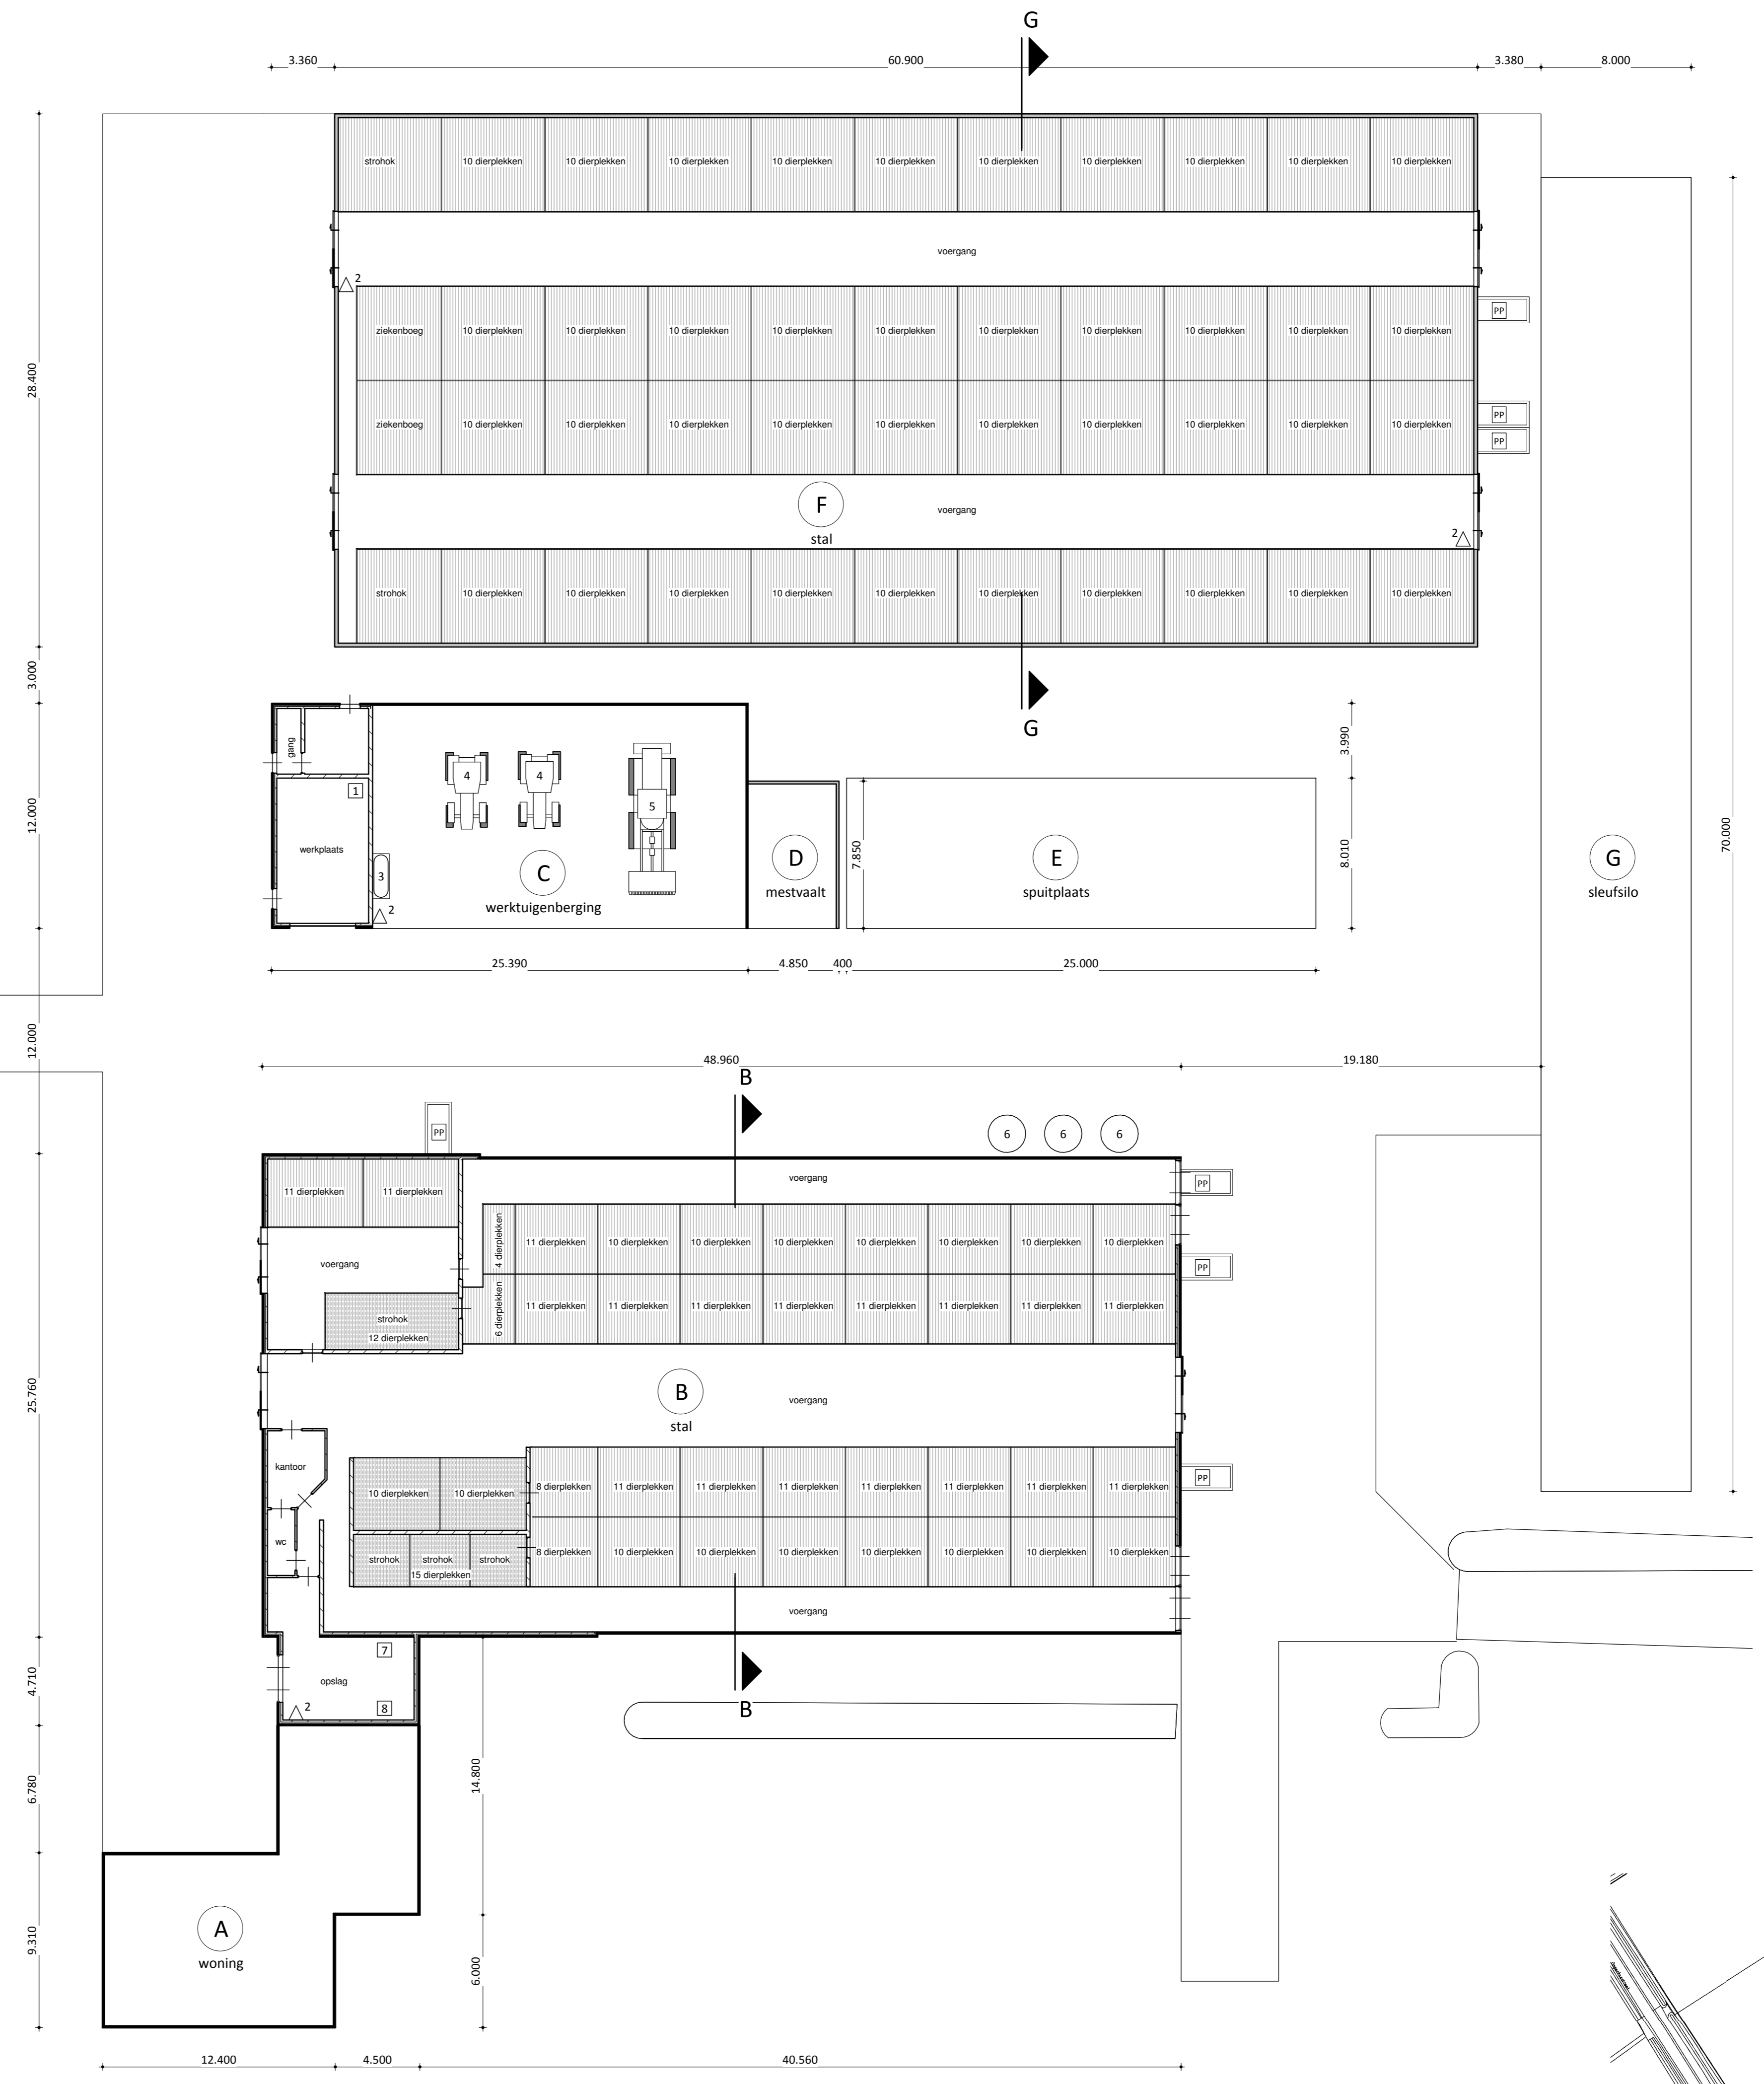 G
3.360 60.900 3.380 8.000
strohok 10 dierplekken 10 dierplekken 10 dierplekken 10 dierplekken 10 dierplekken 10 dierplekken 10 dierplekken 10 dierplekken 10 dierplekken 10 dierplekken
voergang
2
ziekenboeg 10 dierplekken 10 dierplekken 10 dierplekken 10 dierplekken 10 dierplekken 10 dierplekken 10 dierplekken 10 dierplekken 10 dierplekken 10 dierplekken
PP
28.400
ziekenboeg 10 dierplekken 10 dierplekken 10 dierplekken 10 dierplekken 10 dierplekken 10 dierplekken 10 dierplekken 10 dierplekken 10 dierplekken 10 dierplekken
PP
PP
F
voergang
stal
2
strohok 10 dierplekken 10 dierplekken 10 dierplekken 10 dierplekken 10 dierplekken 10 dierplekken 10 dierplekken 10 dierplekken 10 dierplekken 10 dierplekken
3.000
G
gang
3.990
4 4
1
5
12.000
werkplaats
7.850
8.010
70.000
3
C
werktuigenberging
2
D
mestvaalt
E
spuitplaats
G
sleufsilo
25.390 4.850 400 25.000
12.000
48.960 19.180
B
PP
6 6 6
voergang
PP
11 dierplekken 11 dierplekken
4 dierplekken
11 dierplekken 10 dierplekken 10 dierplekken 10 dierplekken 10 dierplekken 10 dierplekken 10 dierplekken 10 dierplekken
voergang
PP
6 dierplekken
11 dierplekken 11 dierplekken 11 dierplekken 11 dierplekken 11 dierplekken 11 dierplekken 11 dierplekken 11 dierplekken
strohok
12 dierplekken
25.760
B
stal
voergang
kantoor
10 dierplekken 10 dierplekken
8 dierplekken 11 dierplekken 11 dierplekken 11 dierplekken 11 dierplekken 11 dierplekken 11 dierplekken 11 dierplekken
PP
wc
strohok strohok strohok
15 dierplekken
8 dierplekken 10 dierplekken 10 dierplekken 10 dierplekken 10 dierplekken 10 dierplekken 10 dierplekken 10 dierplekken
voergang
4.710
7
opslag
8
2
B
6.780
14.800
9.310
A
woning
6.000
12.400 4.500 40.560